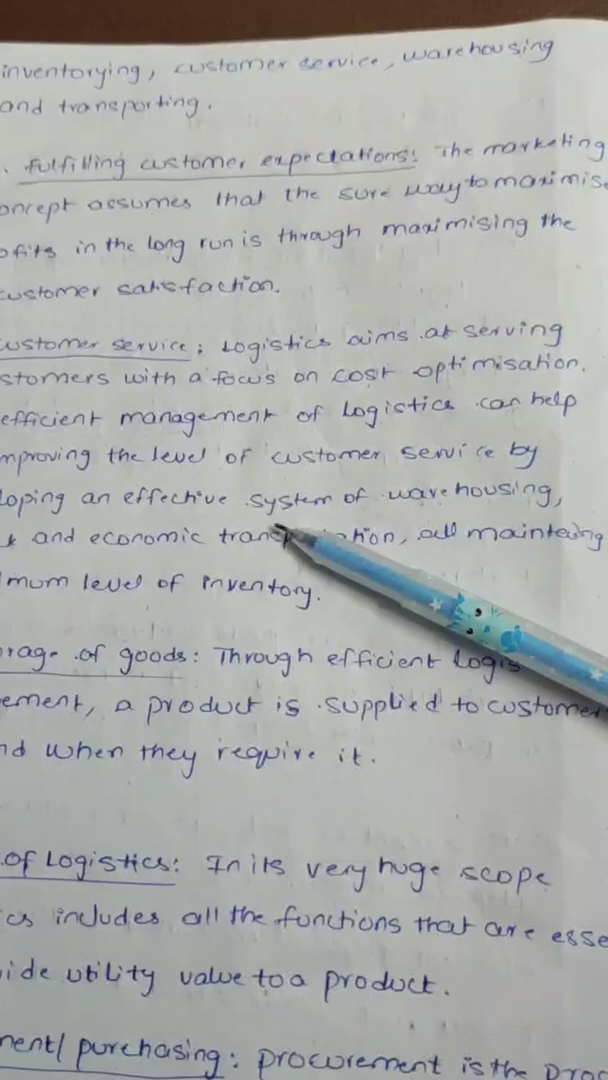 inventorying, customer service, warehousing
and transporting.
. Fulfilling customer expectations: The marketing
oncept assumes that the sure way to maximise
ofits in the long run is through maximising the
customer satisfaction.
ustomer service: Logistics aims at serving
stomers with a focus on cost optimisation.
efficient management of logistics can help
mproving the level of customer service by
loping an effective system of warehousing,
and economic transp tation, all mainteing
mum level of inventory.
rage of goods: Through efficient Logis
ement, a product is supplied to customer
nd when they require it.
of Logistics: In its very huge scope
cs includes all the functions that are esse
ide utility value to a product.
ment/ purchasing: procurement is the proc